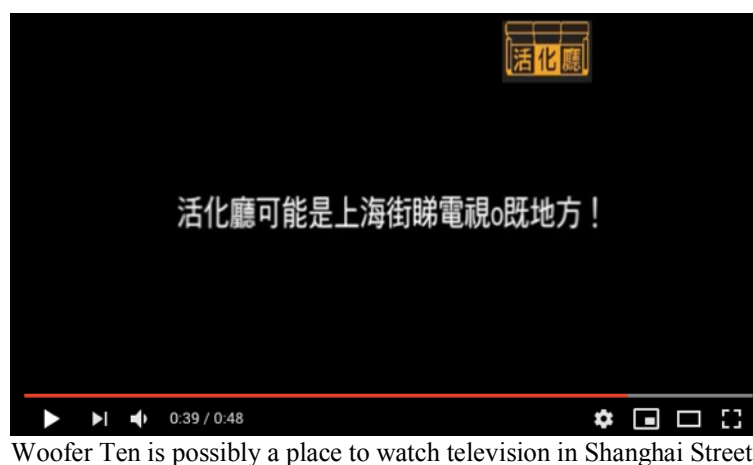 活化廳
活化廳可能是上海街睇電視o既地方！
0:39 / 0:48
Woofer Ten is possibly a place to watch television in Shanghai Street